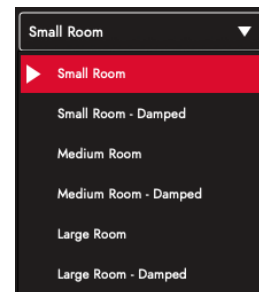 Small Room
Small Room
Small Room - Damped
Medium Room
Medium Room - Damped
Large Room
Large Room - Damped